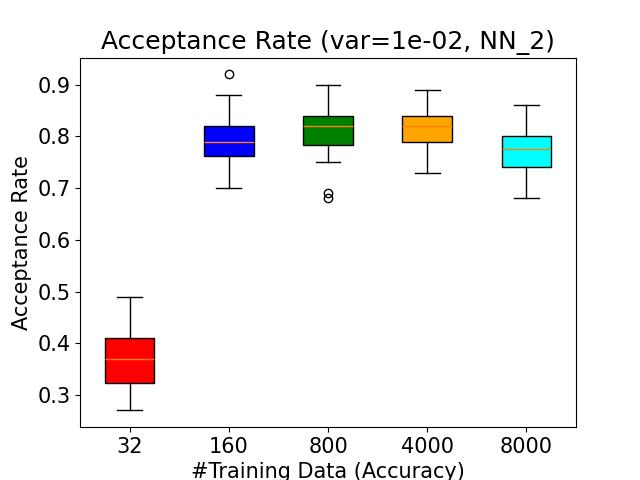 Acceptance Rate (var=1e-02, NN_2)
Acceptance Rate
0.9
0.8
0.7
0.6
0.5
0.4
0.3
32 160 800 4000 8000
#Training Data (Accuracy)